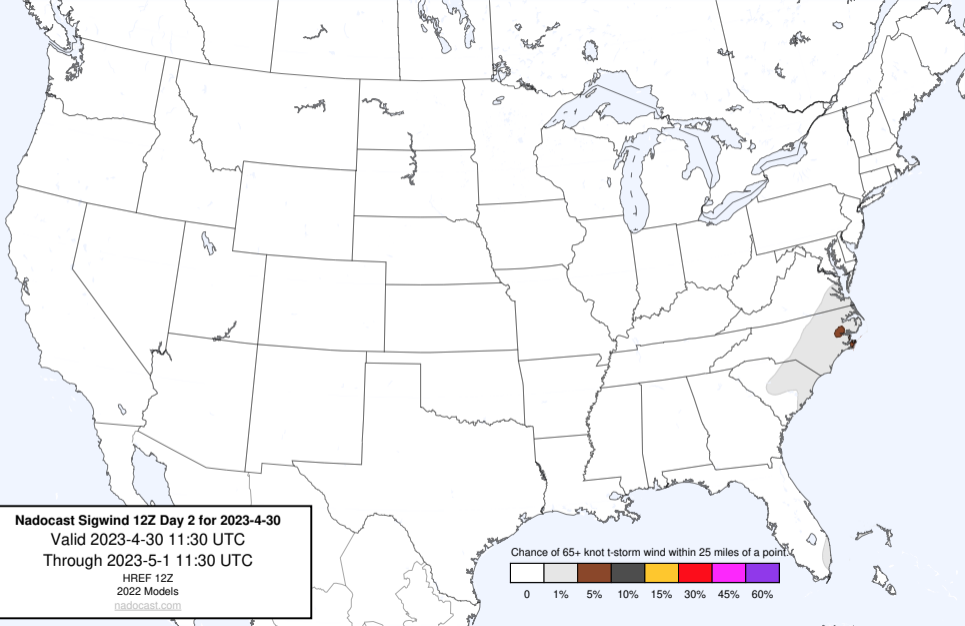 Nadocast Sigwind 12Z Day 2 for 2023-4-30
Valid 2023-4-30 11:30 UTC
Through 2023-5-1 11:30 UTC
HREF 12Z
2022 Models
nadocast.com
Chance of 65+ knot t-storm wind within 25 miles of a point.
0 1% 5% 10% 15% 30% 45% 60%